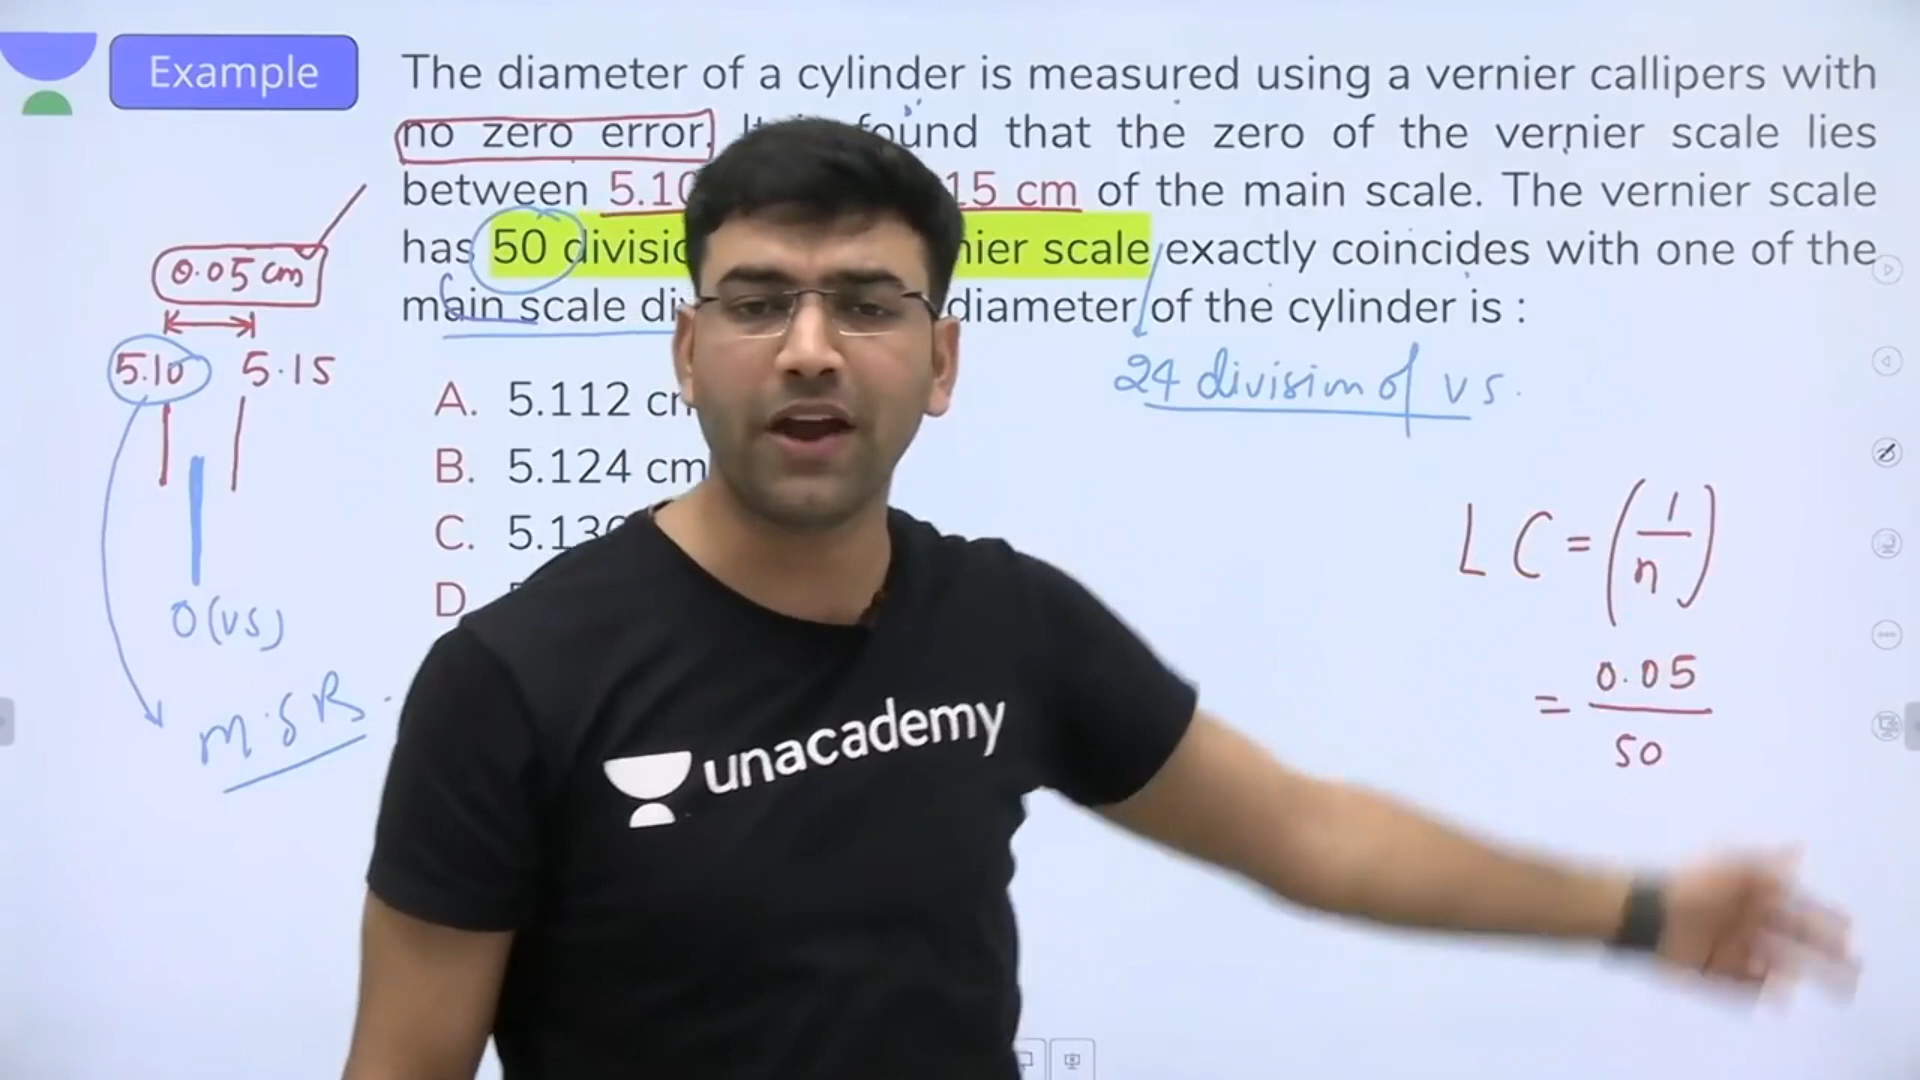 Example
The diameter of a cylinder is measured using a vernier callipers with
no zero error. found that the zero of the vernier scale lies
between 5.10 15 cm of the main scale. The vernier scale
has 50 scale exactly coincides with one of the
main scale diameter of the cylinder is :
0.05 cm
5.10 5.15
24 division of vs.
A. 5.112
B. 5.124 cm
C. 5.13
D.
0 (vs)
M.S.R.
LC = (1/n)
= 0.05
50
unacademy